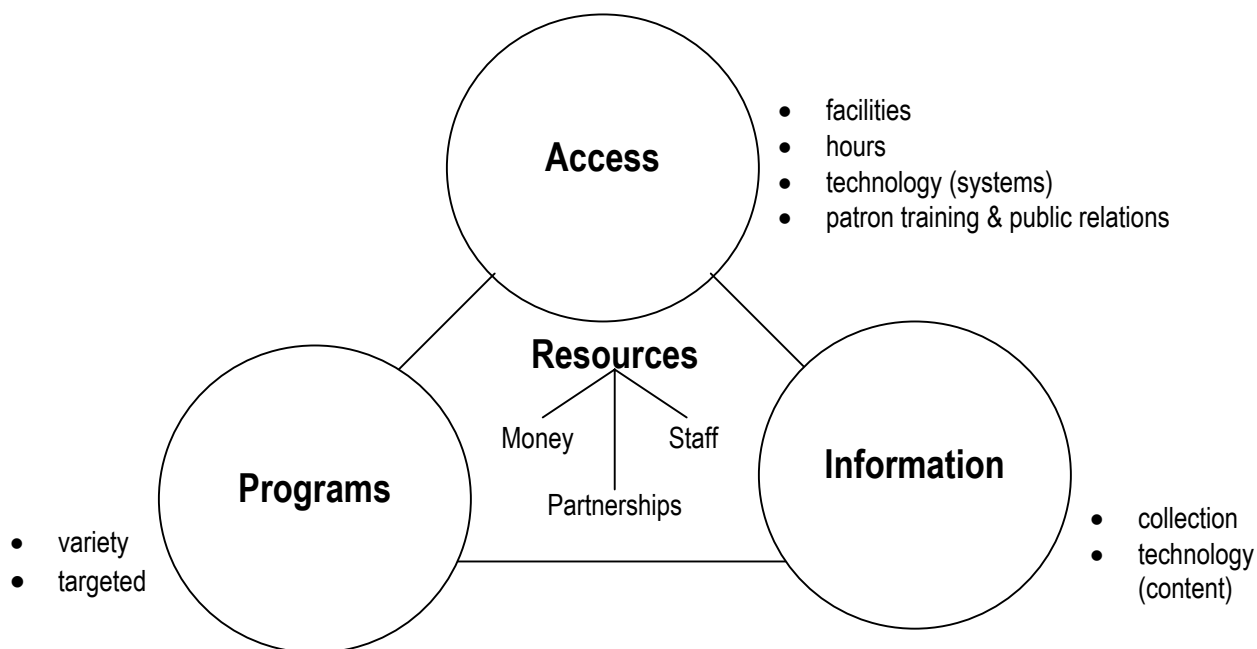 Access
• facilities
• hours
• technology (systems)
• patron training & public relations
Resources
Money
Staff
Partnerships
Programs
• variety
• targeted
Information
• collection
• technology
(content)